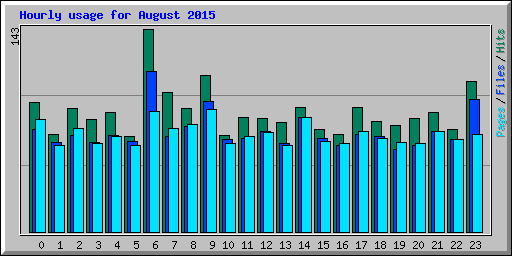 Hourly usage for August 2015
143
Pages/Files/Hits
0 1 2 3 4 5 6 7 8 9 10 11 12 13 14 15 16 17 18 19 20 21 22 23